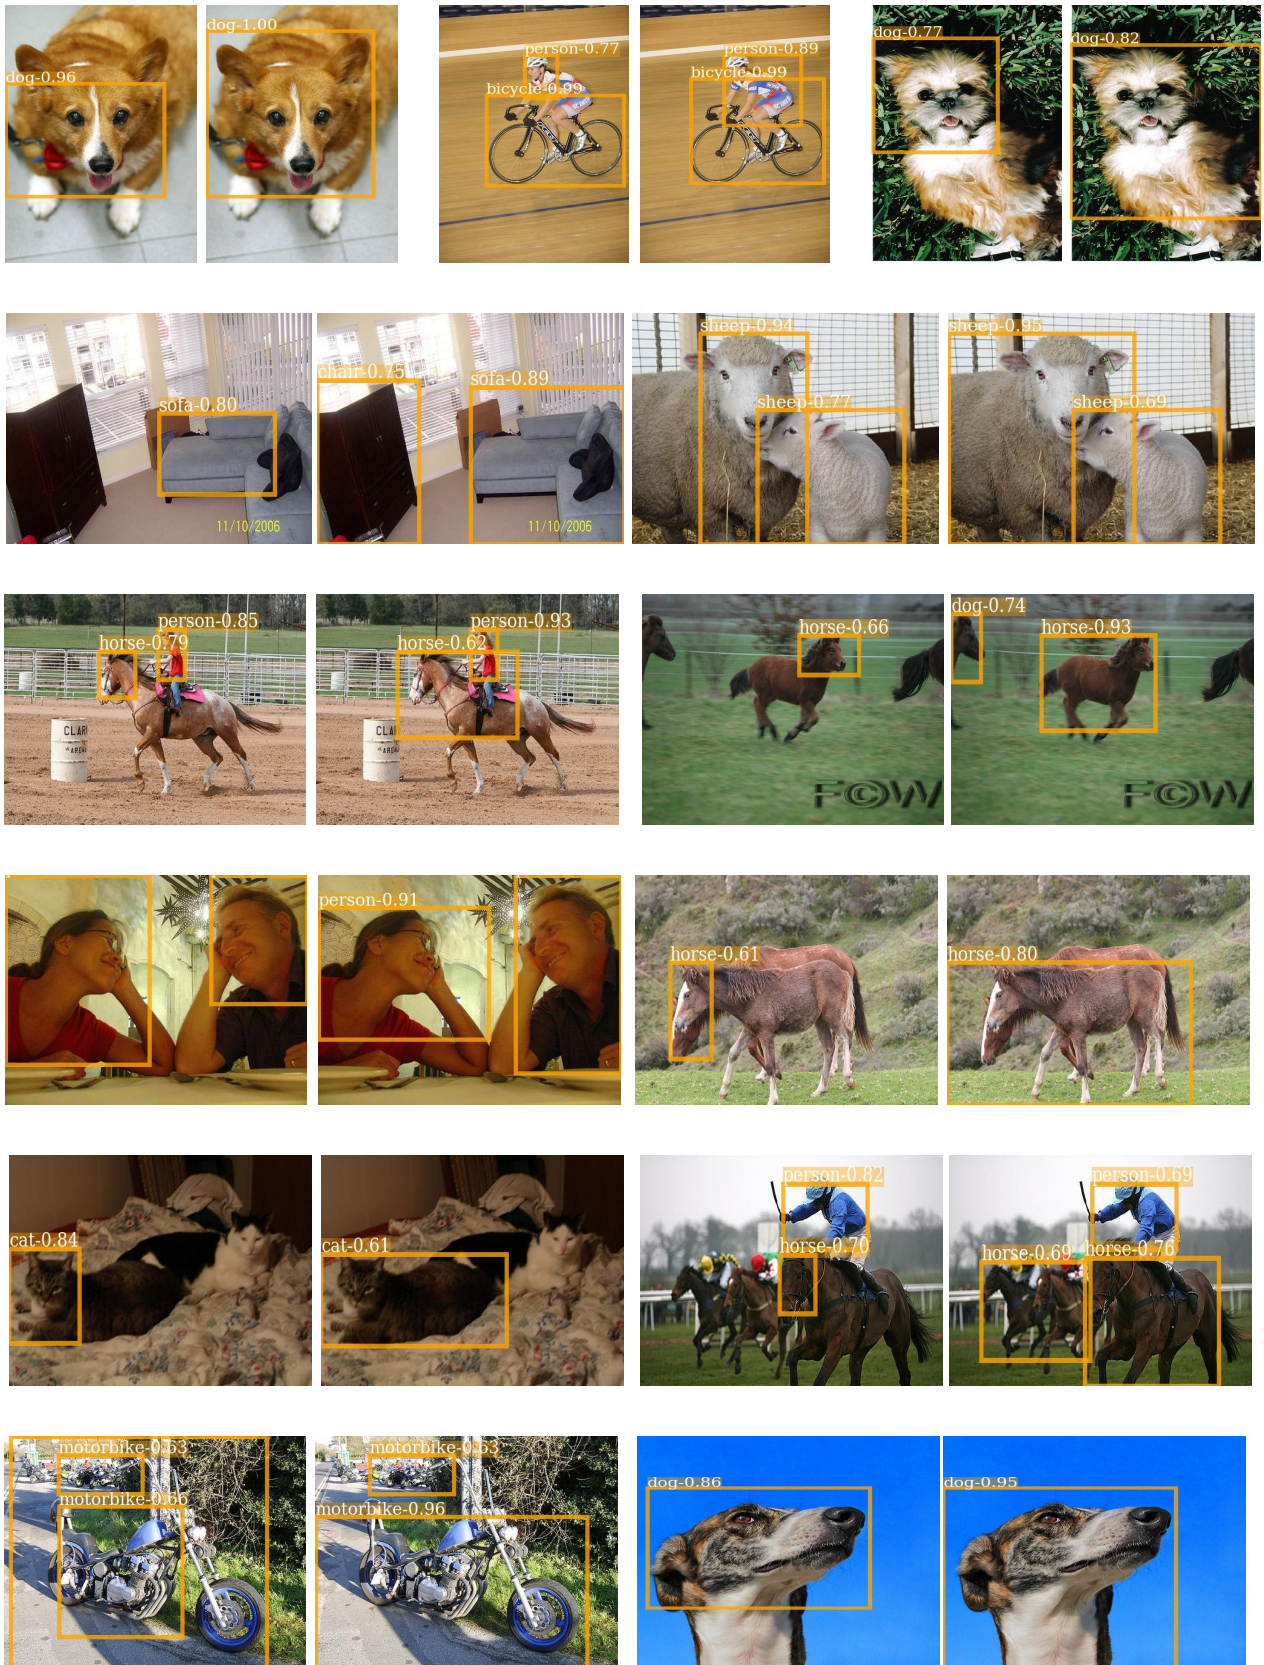 dog-0.96
dog-1.00
person-0.77
bicycle-0.99
person-0.89
bicycle-0.99
dog-0.77
dog-0.82
sofa-0.80
11/10/2006
chair-0.75
sofa-0.89
11/10/2006
sheep-0.94
sheep-0.77
sheep-0.95
sheep-0.69
person-0.85
horse-0.79
CLAR
ARENA
person-0.93
horse-0.62
CLA
horse-0.66
F©W
dog-0.74
horse-0.93
F©W
person-0.91
horse-0.61
horse-0.80
cat-0.84
cat-0.61
person-0.82
horse-0.70
person-0.69
horse-0.69
horse-0.76
motorbike-0.63
motorbike-0.66
motorbike-0.63
motorbike-0.96
dog-0.86
dog-0.95